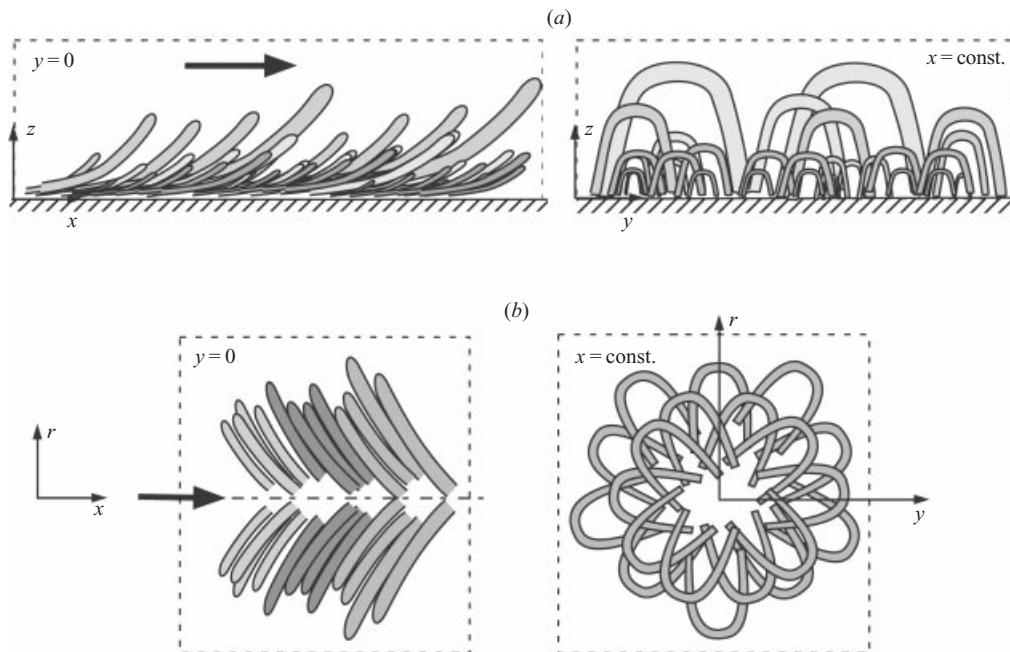 (a)
y = 0
x = const.
z
z
x
y
(b)
r
y = 0
x = const.
r
x
y